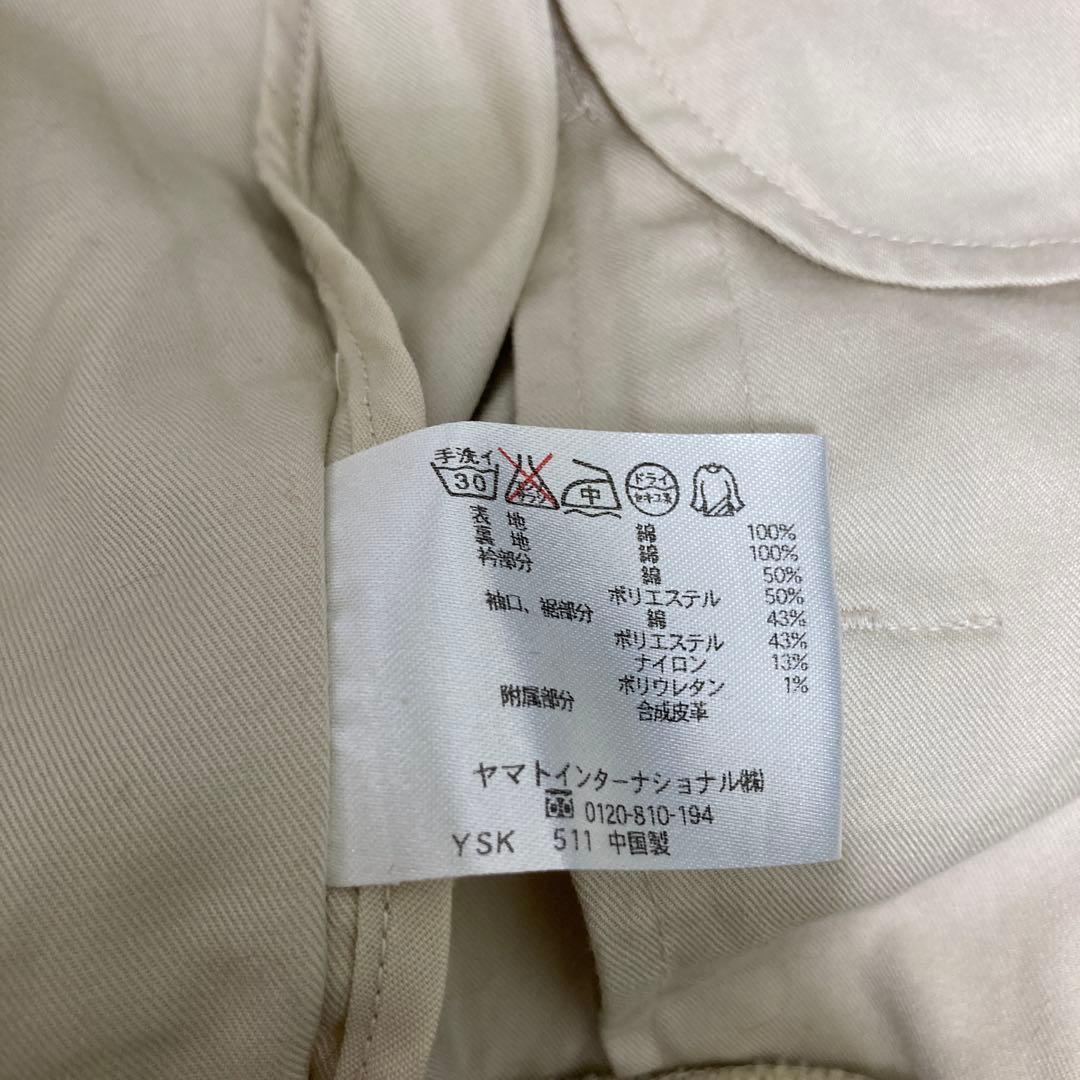 手洗イ
30 中 ドライ
セキユ系
表 地 綿 100%
裏 地 綿 100%
衿部分 綿 50%
ポリエステル 50%
袖口、裾部分 綿 43%
ポリエステル 43%
ナイロン 13%
ポリウレタン 1%
附属部分 合成皮革
ヤマトインターナショナル㈱
0120-810-194
YSK 511 中国製